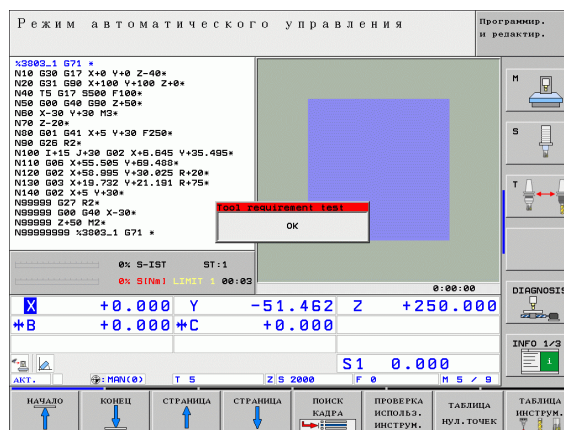 Режим автоматического управления
Программир.
и редактир.
%3803_1 G71 *
N10 G30 G17 X+0 Y+0 Z-40*
N20 G31 G90 X+100 Y+100 Z+0*
N40 T5 G17 S500 F100*
N50 G00 G40 G90 Z+50*
N60 X-30 Y+30 M3*
N70 Z-20*
N80 G01 G41 X+5 Y+30 F250*
N90 G26 R2*
N100 I+15 J+30 G02 X+6.645 Y+35.495*
N110 G06 X+55.505 Y+69.488*
N120 G02 X+58.995 Y+30.025 R+20*
N130 G03 X+19.732 Y+21.191 R+75*
N140 G02 X+5 Y+30*
N99999 G27 R2*
N99999 G00 G40 X-30*
N99999 Z+50 M2*
N99999999 %3803_1 G71 *
Tool requirement test
OK
M
S
T
0% S-IST ST:1
0% S[Nm] LIMIT 1 00:03
0:00:00
DIAGNOSIS
X +0.000 Y -51.462 Z +250.000
+B +0.000 +C +0.000
INFO 1/3
S1 0.00
АКТ. : MAN(0) T 5 Z S 2000 F 0 M 5 / 9
НАЧАЛО
КОНЕЦ
СТРАНИЦА
СТРАНИЦА
ПОИСК
КАДРА
ПРОВЕРКА
ИСПОЛЬЗ.
ИНСТРУМ.
ТАБЛИЦА
НУЛ.ТОЧЕК
ТАБЛИЦА
ИНСТРУМ.